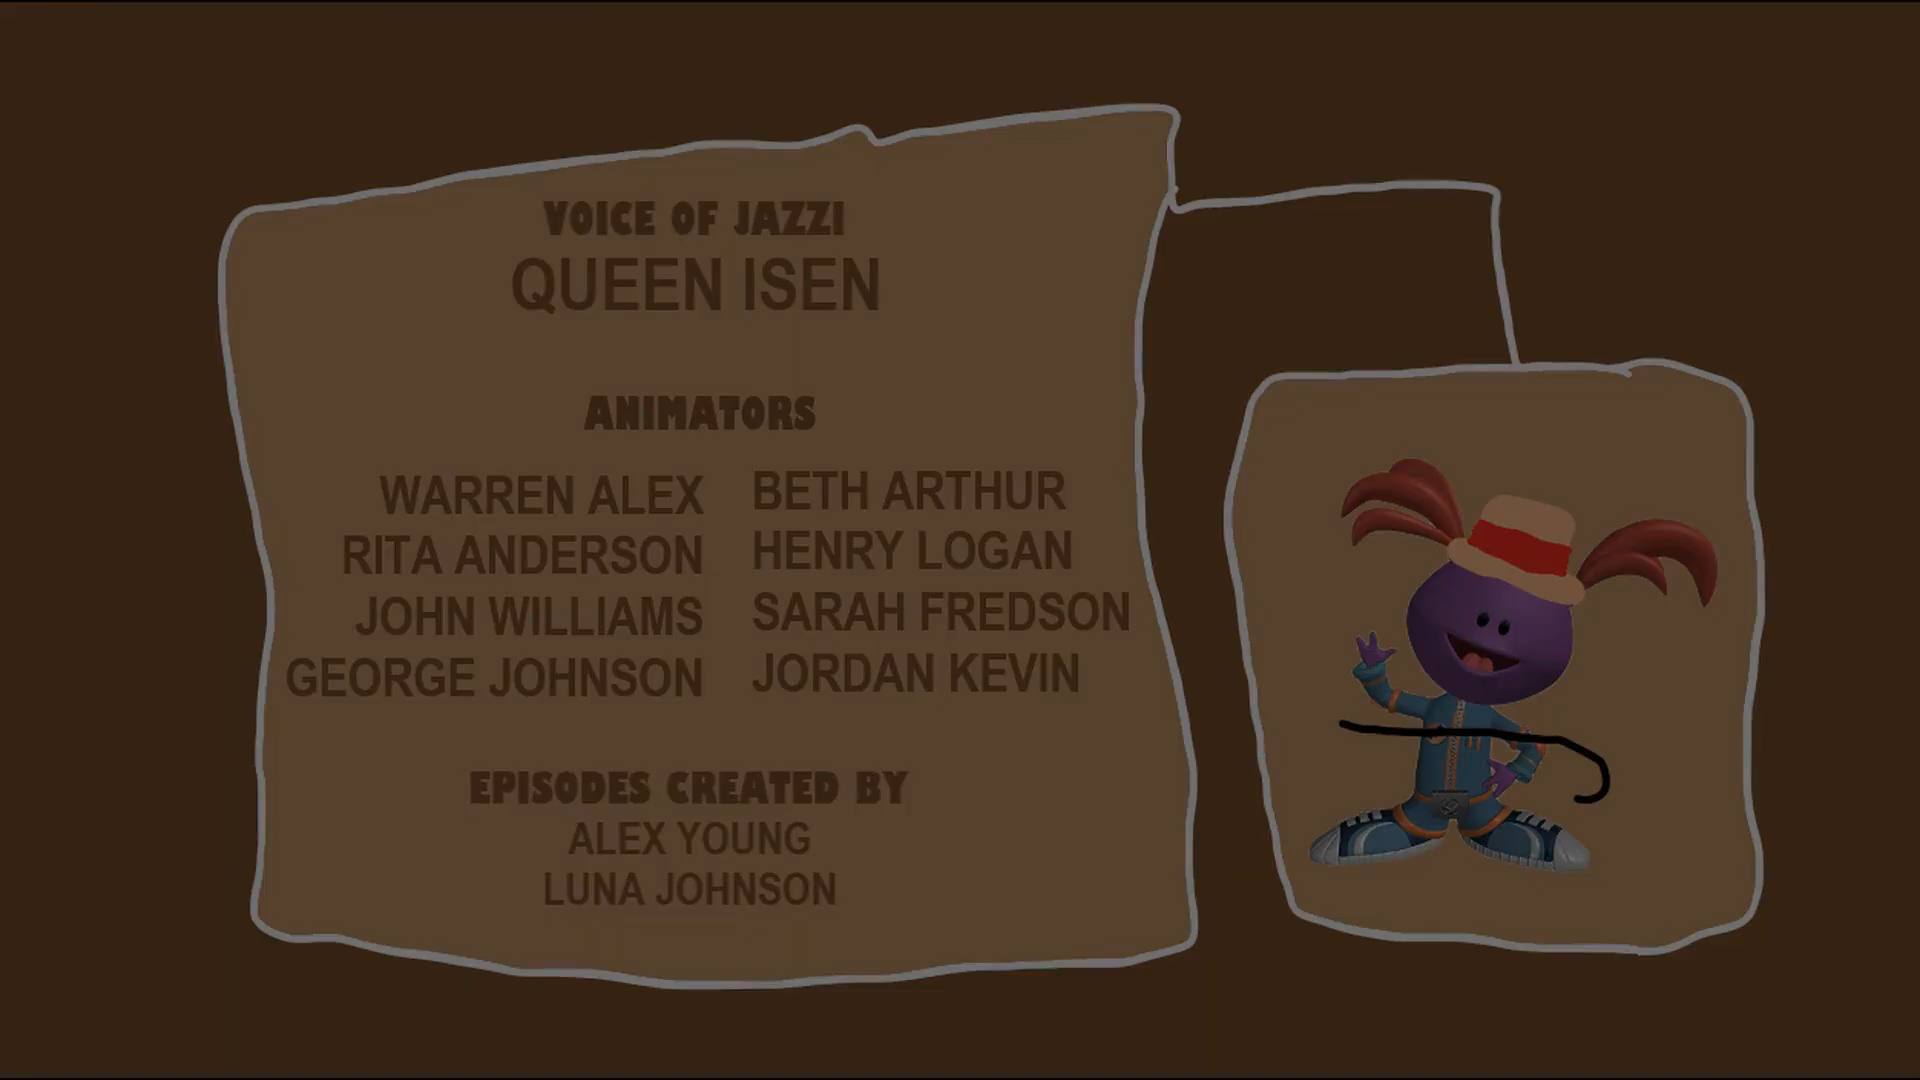 VOICE OF JAZZI
QUEEN ISEN
ANIMATORS
WARREN ALEX
RITA ANDERSON
JOHN WILLIAMS
GEORGE JOHNSON
BETH ARTHUR
HENRY LOGAN
SARAH FREDSON
JORDAN KEVIN
EPISODES CREATED BY
ALEX YOUNG
LUNA JOHNSON